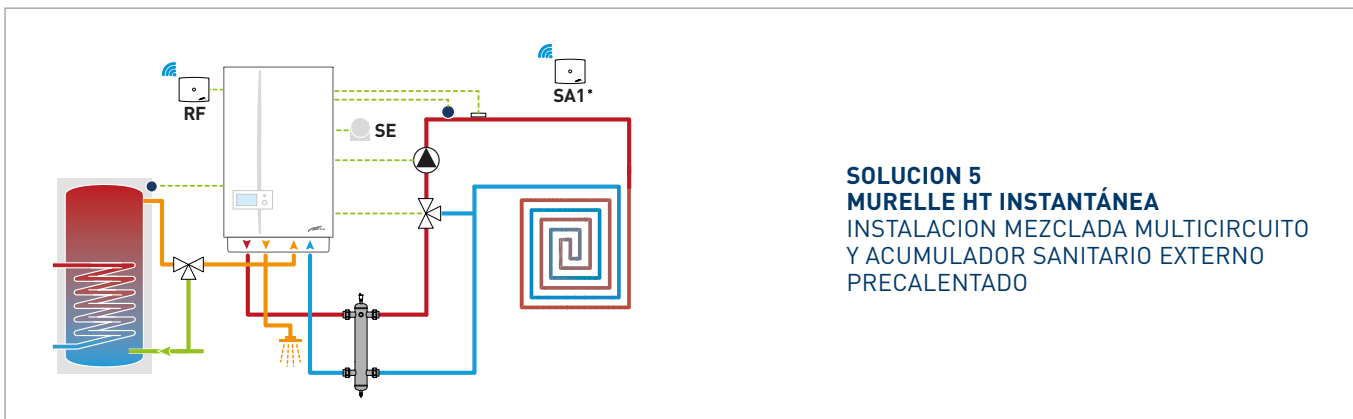 RF
SE
SA1*
SOLUCION 5
MURELLE HT INSTANTÁNEA
INSTALACION MEZCLADA MULTICIRCUITO
Y ACUMULADOR SANITARIO EXTERNO
PRECALENTADO